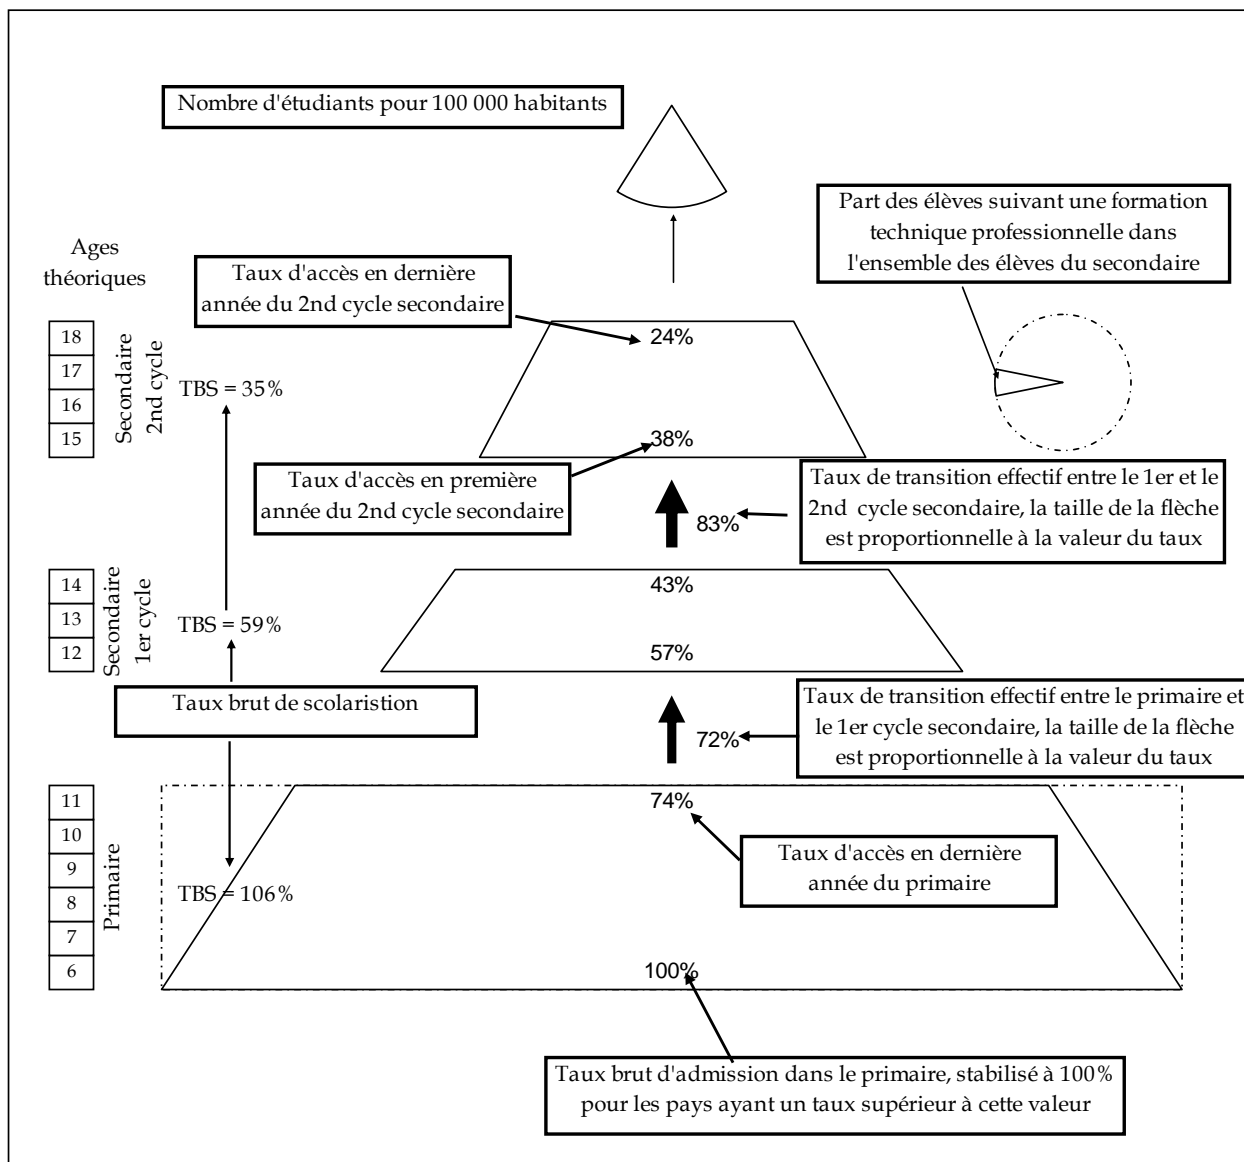 Nombre d'étudiants pour 100 000 habitants
Part des élèves suivant une formation
technique professionnelle dans
l'ensemble des élèves du secondaire
Ages
théoriques
Taux d'accès en dernière
année du 2nd cycle secondaire
18
17
16
15
Secondaire
2nd cycle
TBS = 35%
24%
38%
Taux d'accès en première
année du 2nd cycle secondaire
Taux de transition effectif entre le 1er et le
2nd cycle secondaire, la taille de la flèche
est proportionnelle à la valeur du taux
83%
14
13
12
Secondaire
1er cycle
TBS = 59%
43%
57%
Taux brut de scolaristion
Taux de transition effectif entre le primaire et
le 1er cycle secondaire, la taille de la flèche
est proportionnelle à la valeur du taux
72%
11
10
9
8
7
6
Primaire
TBS = 106%
74%
Taux d'accès en dernière
année du primaire
100%
Taux brut d'admission dans le primaire, stabilisé à 100%
pour les pays ayant un taux supérieur à cette valeur